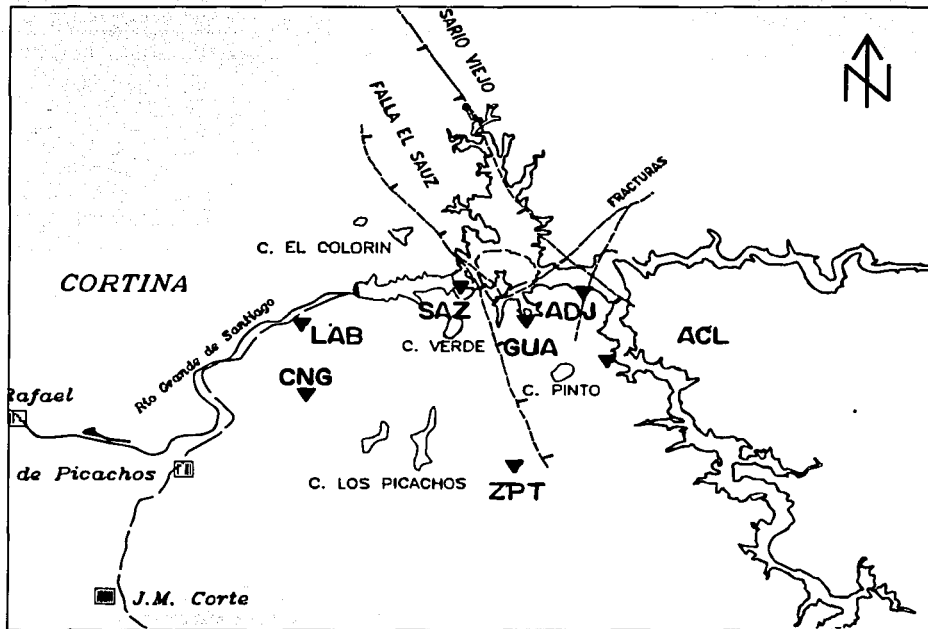 SARIO VIEJO
FALLA EL SAUZ
N
FRACTURAS
C. EL COLORIN
CORTINA
Rio Grande de Santiago
SAZ
ADJ
LAB
C. VERDE
GUA
ACL
CNG
C. PINTO
Rafael
de Picachos
C. LOS PICACHOS
ZPT
J.M. Corte